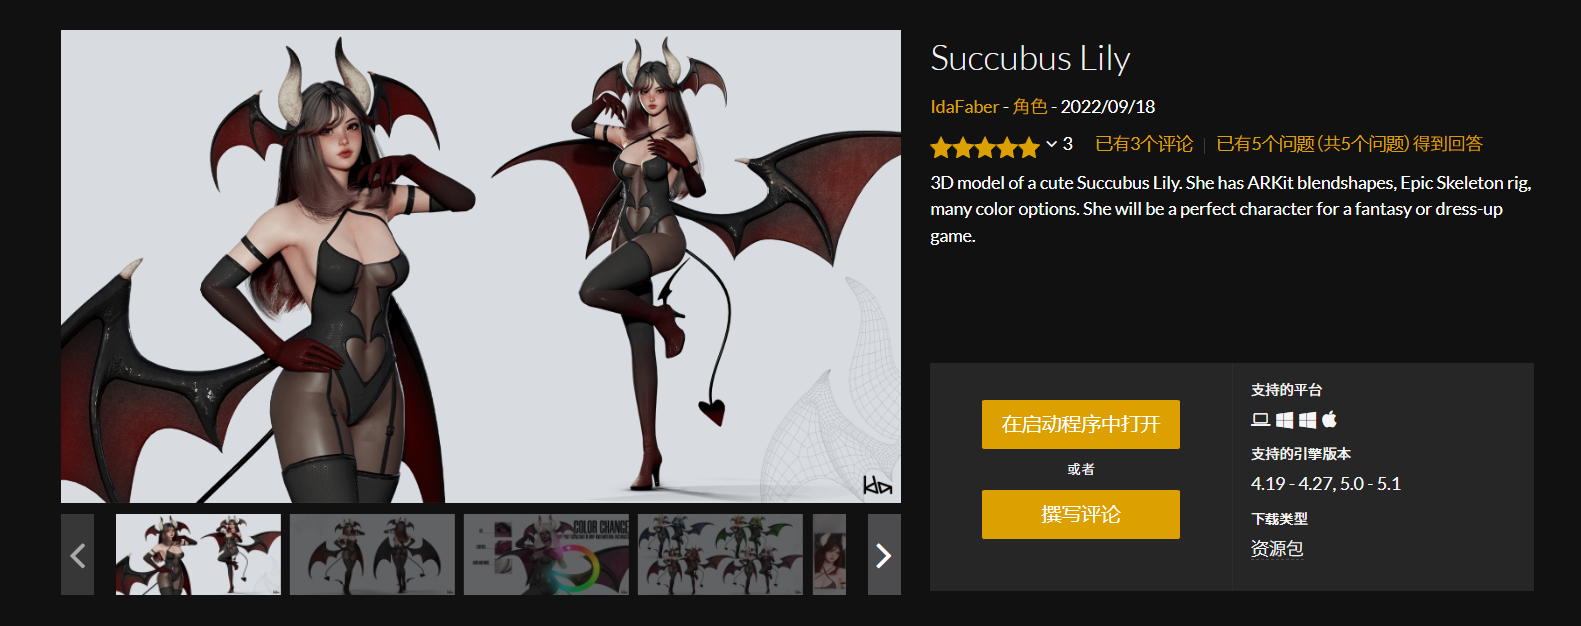 Succubus Lily
IdaFaber - 角色 - 2022/09/18
3 已有3个评论 | 已有5个问题 (共5个问题) 得到回答
3D model of a cute Succubus Lily. She has ARKit blendshapes, Epic Skeleton rig,
many color options. She will be a perfect character for a fantasy or dress-up
game.
在启动程序中打开
或者
撰写评论
支持的平台
支持的引擎版本
4.19 - 4.27, 5.0 - 5.1
下载类型
资源包
COLOR CHANGE